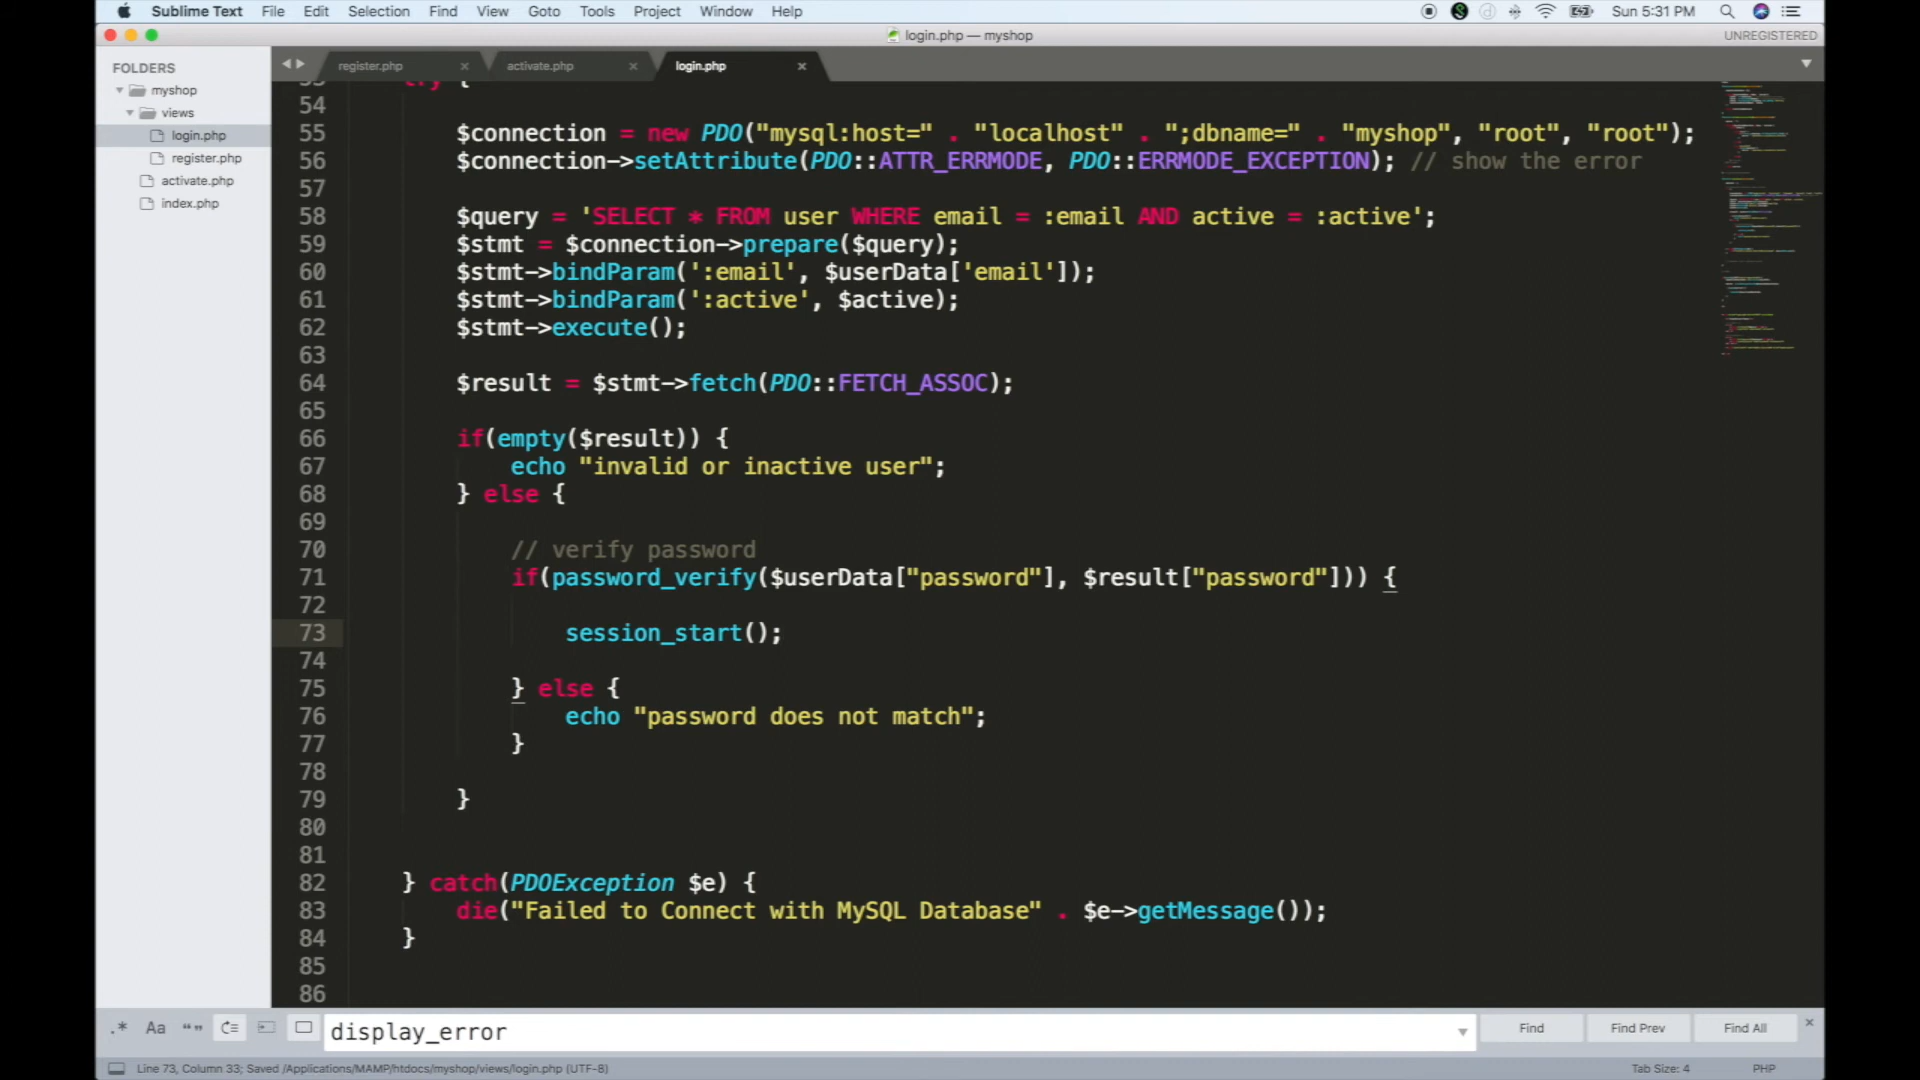 Sublime Text File Edit Selection Find View Goto Tools Project Window Help Sun 5:31 PM
login.php — myshop UNREGISTERED
FOLDERS
myshop
views
login.php
register.php
activate.php
index.php
register.php activate.php login.php
54
55 $connection = new PDO("mysql:host=" . "localhost" . ";dbname=" . "myshop", "root", "root");
56 $connection->setAttribute(PDO::ATTR_ERRMODE, PDO::ERRMODE_EXCEPTION); // show the error
57
58 $query = 'SELECT * FROM user WHERE email = :email AND active = :active';
59 $stmt = $connection->prepare($query);
60 $stmt->bindParam(':email', $userData['email']);
61 $stmt->bindParam(':active', $active);
62 $stmt->execute();
63
64 $result = $stmt->fetch(PDO::FETCH_ASSOC);
65
66 if(empty($result)) {
67 echo "invalid or inactive user";
68 } else {
69
70 // verify password
71 if(password_verify($userData["password"], $result["password"])) {
72
73 session_start();
74
75 } else {
76 echo "password does not match";
77 }
78
79 }
80
81
82 } catch(PDOException $e) {
83 die("Failed to Connect with MySQL Database" . $e->getMessage());
84 }
85
86
.* Aa “” display_error Find Find Prev Find All
Line 73, Column 33; Saved /Applications/MAMP/htdocs/myshop/views/login.php (UTF-8) Tab Size: 4 PHP